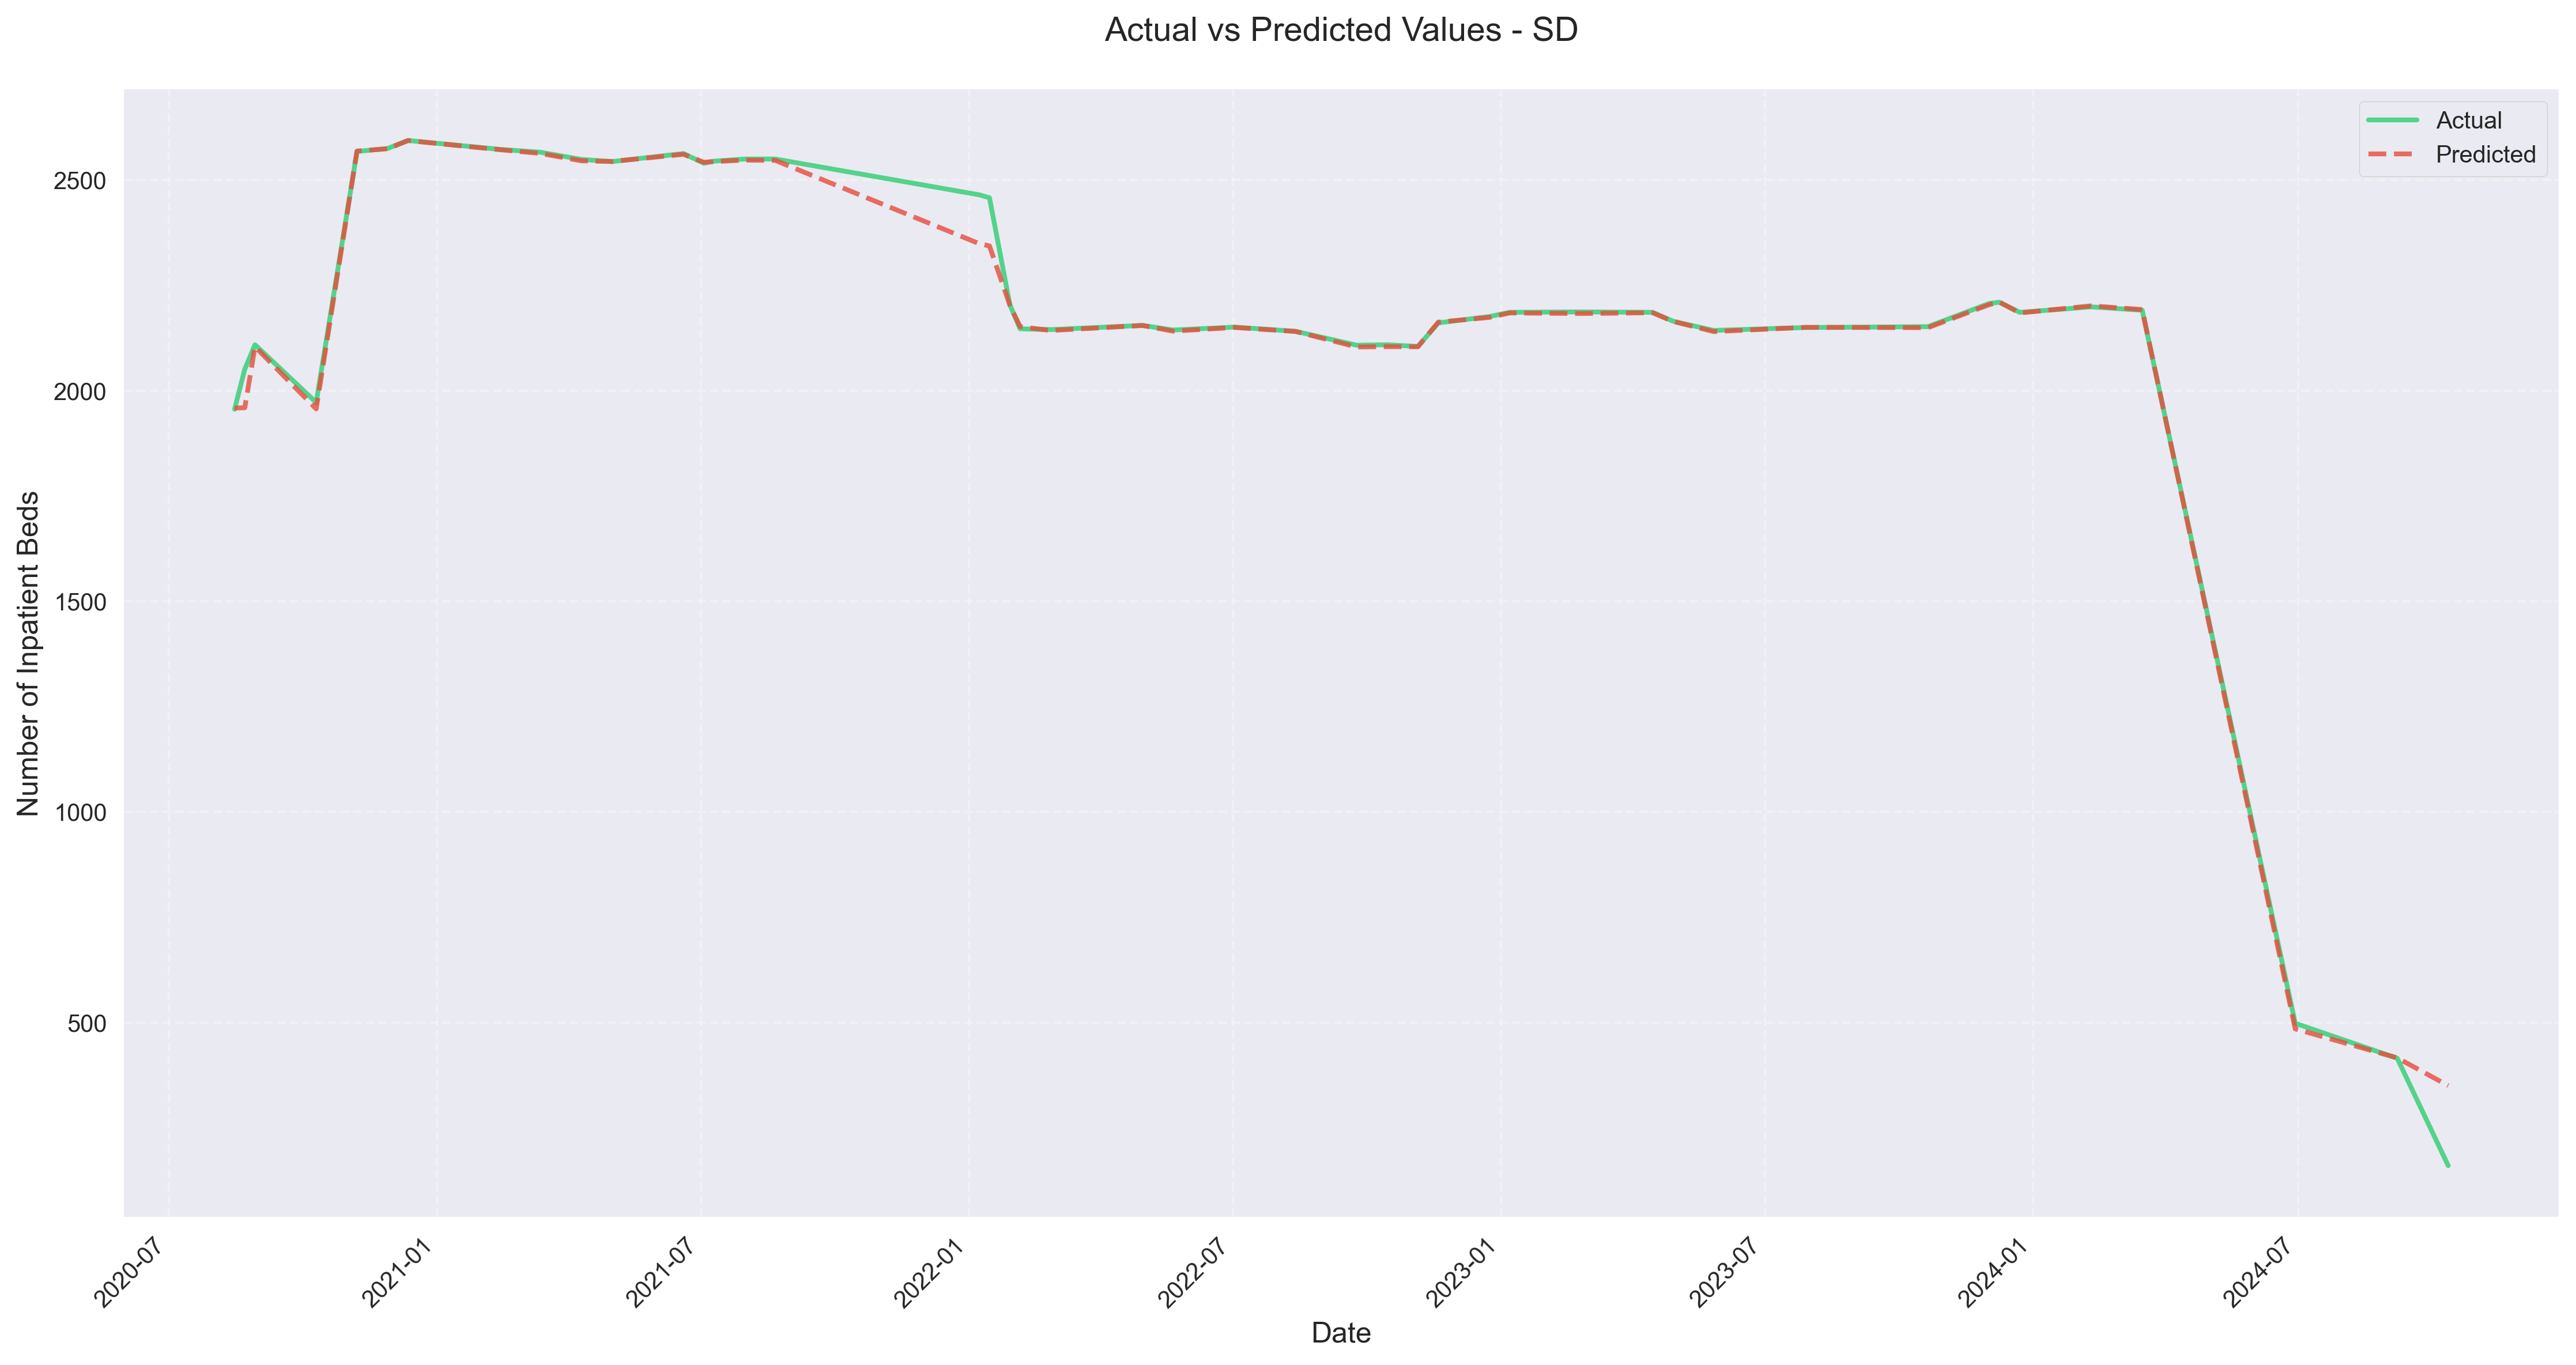 Actual vs Predicted Values - SD
Actual
Predicted
Number of Inpatient Beds
2500
2000
1500
1000
500
2020-07
2021-01
2021-07
2022-01
2022-07
2023-01
2023-07
2024-01
2024-07
Date